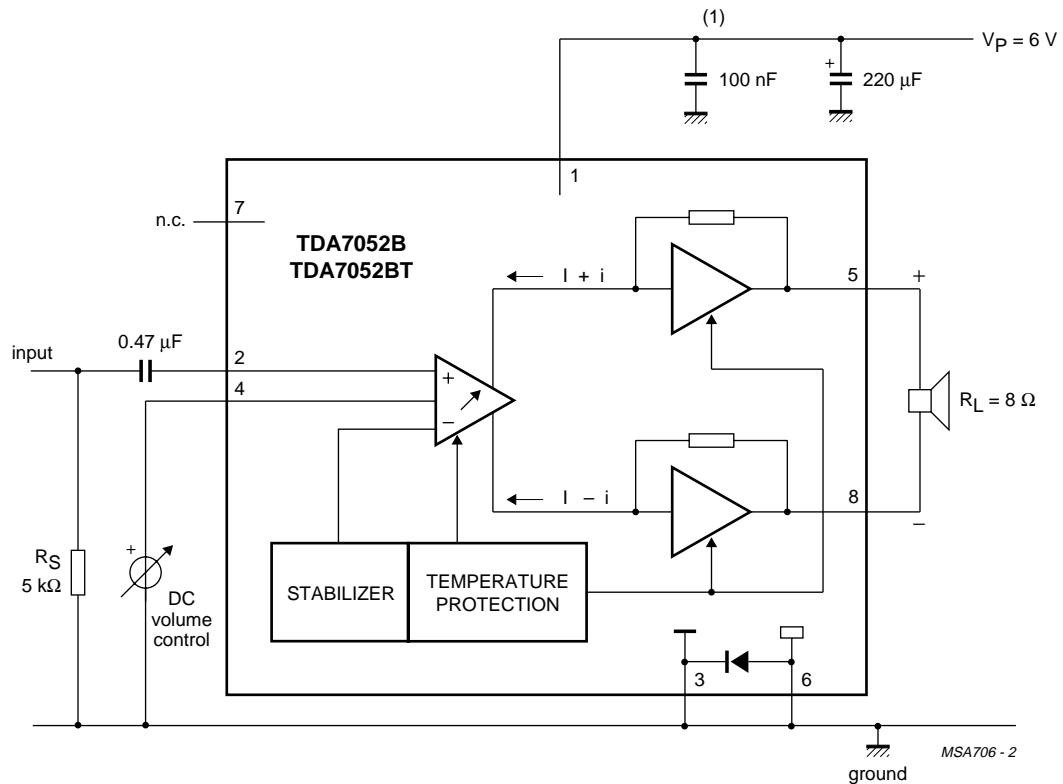 (1)
V_P = 6 V
100 nF
+
220 µF
1
n.c.
7
TDA7052B
TDA7052BT
I + i
5
+
input
0.47 µF
2
4
+
−
R_L = 8 Ω
I − i
8
−
R_S
5 kΩ
+
DC
volume
control
STABILIZER
TEMPERATURE
PROTECTION
3
6
ground
MSA706 - 2